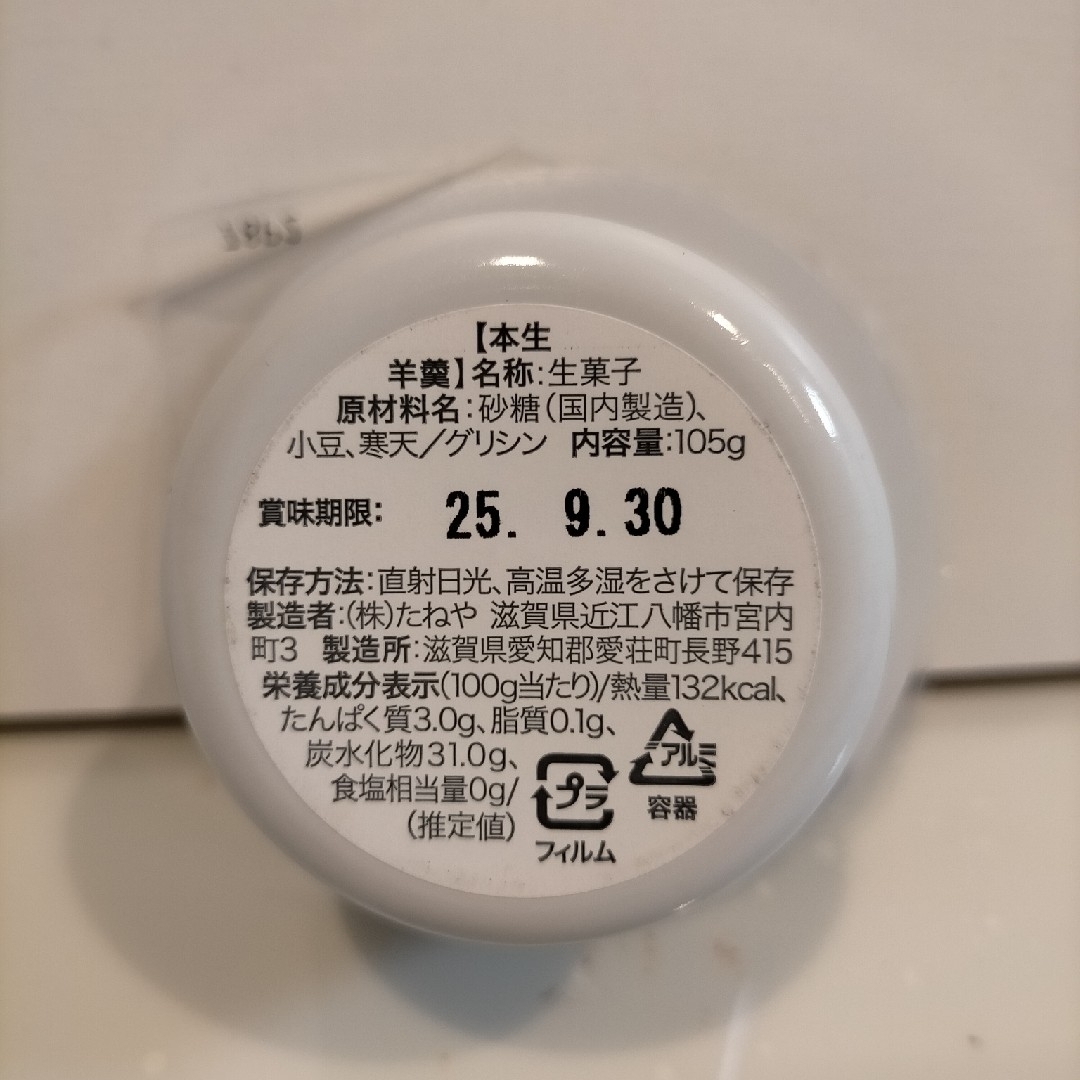 【本生
羊羹】名称:生菓子
原材料名:砂糖(国内製造)、
小豆、寒天/グリシン 内容量:105g
賞味期限: 25. 9.30
保存方法:直射日光、高温多湿をさけて保存
製造者:(株)たねや 滋賀県近江八幡市宮内
町3 製造所:滋賀県愛知郡愛荘町長野415
栄養成分表示(100g当たり)/熱量132kcal、
たんぱく質3.0g、脂質0.1g、
炭水化物31.0g、
食塩相当量0g/
(推定値)
プラ
フィルム
アルミ
容器